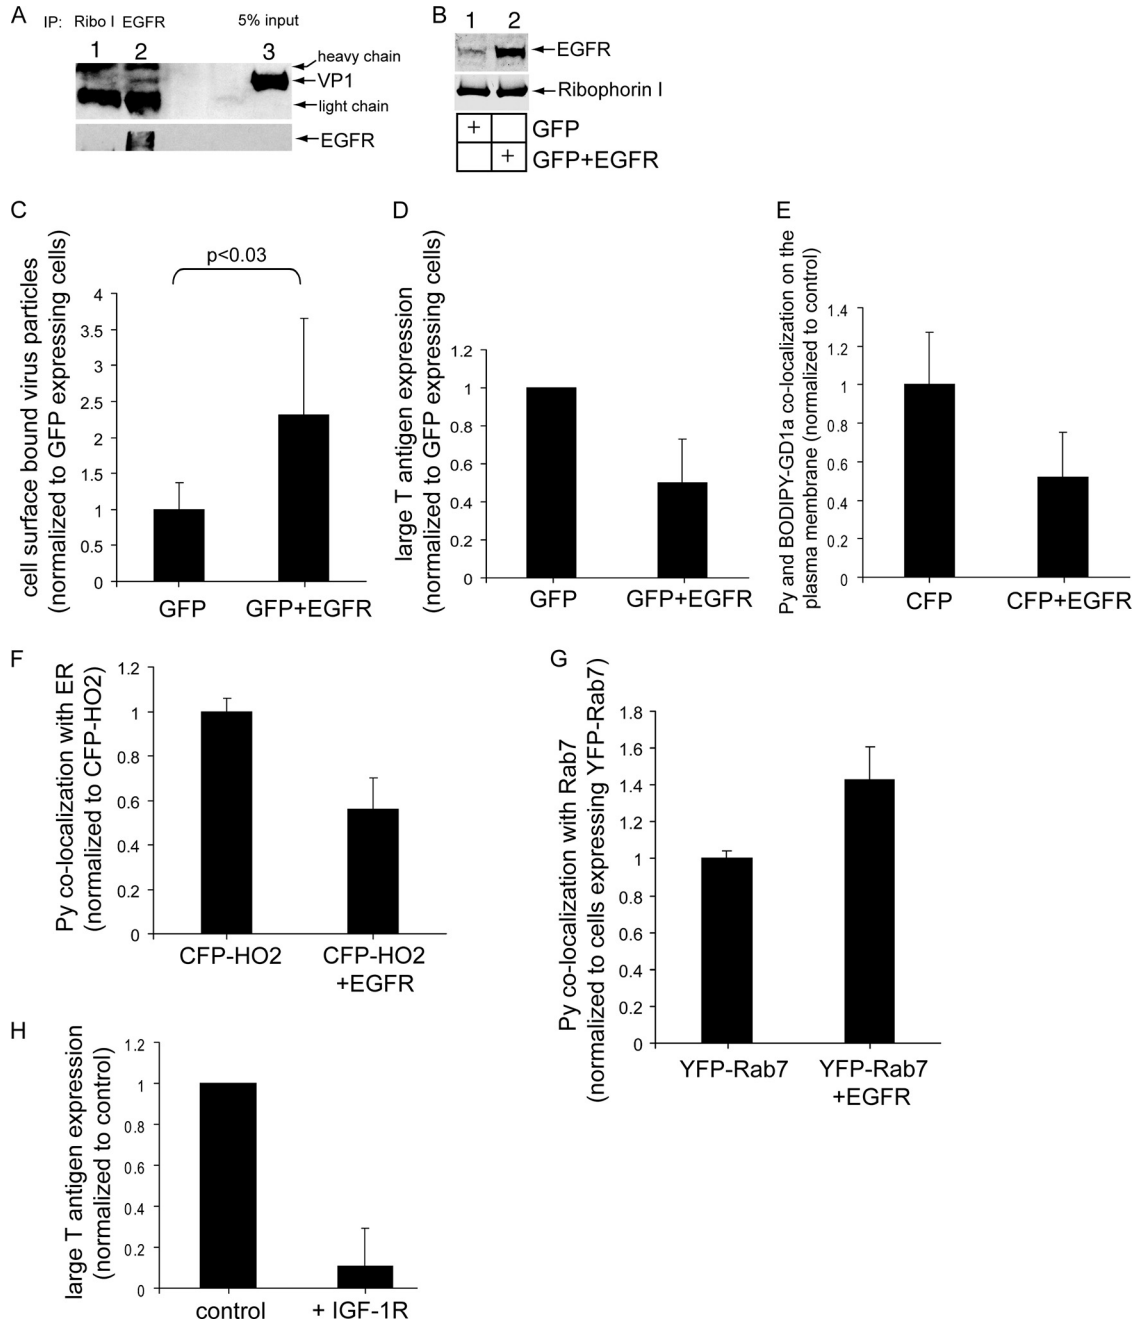 A
IP: Ribo I EGFR 5% input
1 2 3
heavy chain
VP1
light chain
EGFR
B
1 2
EGFR
Ribophorin I
+ GFP
+ GFP+EGFR
C
cell surface bound virus particles
(normalized to GFP expressing cells)
p<0.03
4
3.5
3
2.5
2
1.5
1
0.5
0
GFP GFP+EGFR
D
large T antigen expression
(normalized to GFP expressing cells)
1.2
1
0.8
0.6
0.4
0.2
0
GFP GFP+EGFR
E
Py and BODIPY-GD1a co-localization on the
plasma membrane (normalized to control)
1.4
1.2
1
0.8
0.6
0.4
0.2
0
CFP CFP+EGFR
F
Py co-localization with ER
(normalized to CFP-HO2)
1.2
1
0.8
0.6
0.4
0.2
0
CFP-HO2 CFP-HO2
+EGFR
G
Py co-localization with Rab7
(normalized to cells expressing YFP-Rab7)
1.8
1.6
1.4
1.2
1
0.8
0.6
0.4
0.2
0
YFP-Rab7 YFP-Rab7
+EGFR
H
large T antigen expression
(normalized to control)
1.2
1
0.8
0.6
0.4
0.2
0
control + IGF-1R